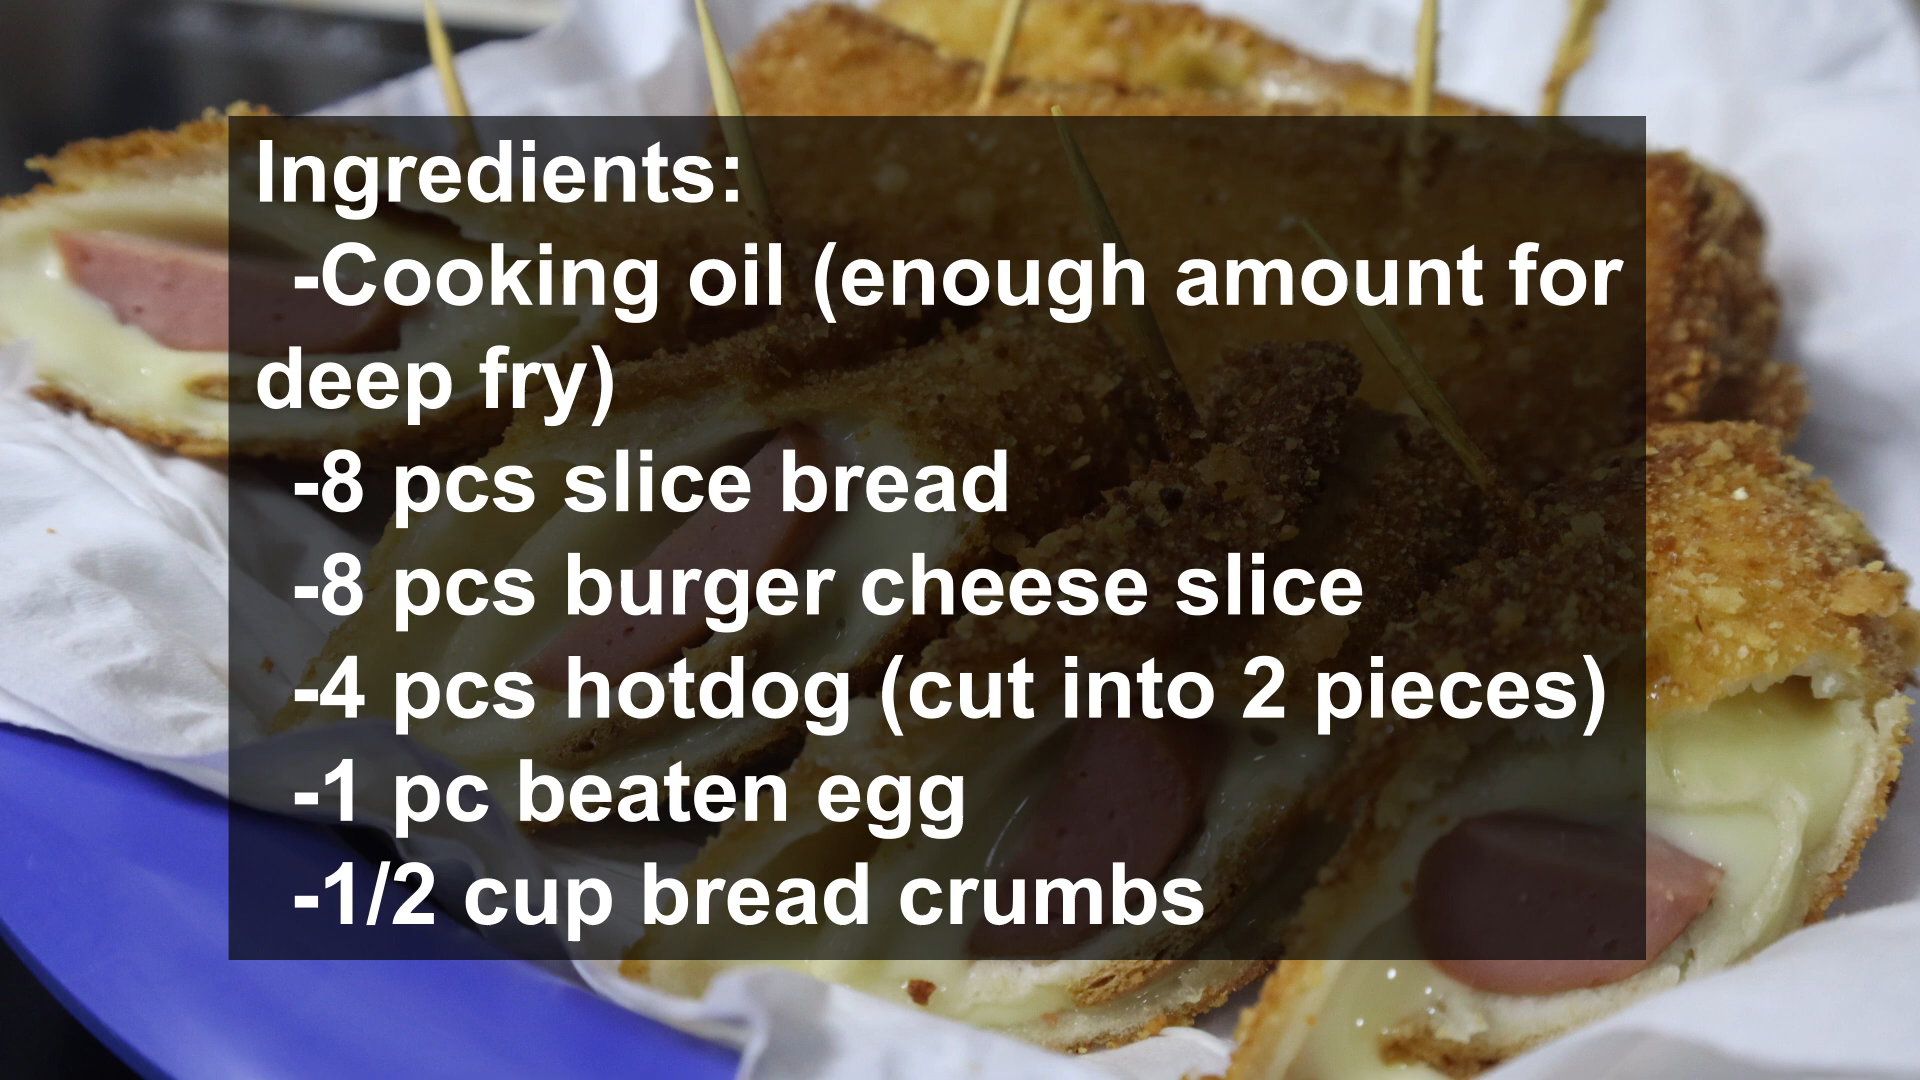 Ingredients:
-Cooking oil (enough amount for
deep fry)
-8 pcs slice bread
-8 pcs burger cheese slice
-4 pcs hotdog (cut into 2 pieces)
-1 pc beaten egg
-1/2 cup bread crumbs